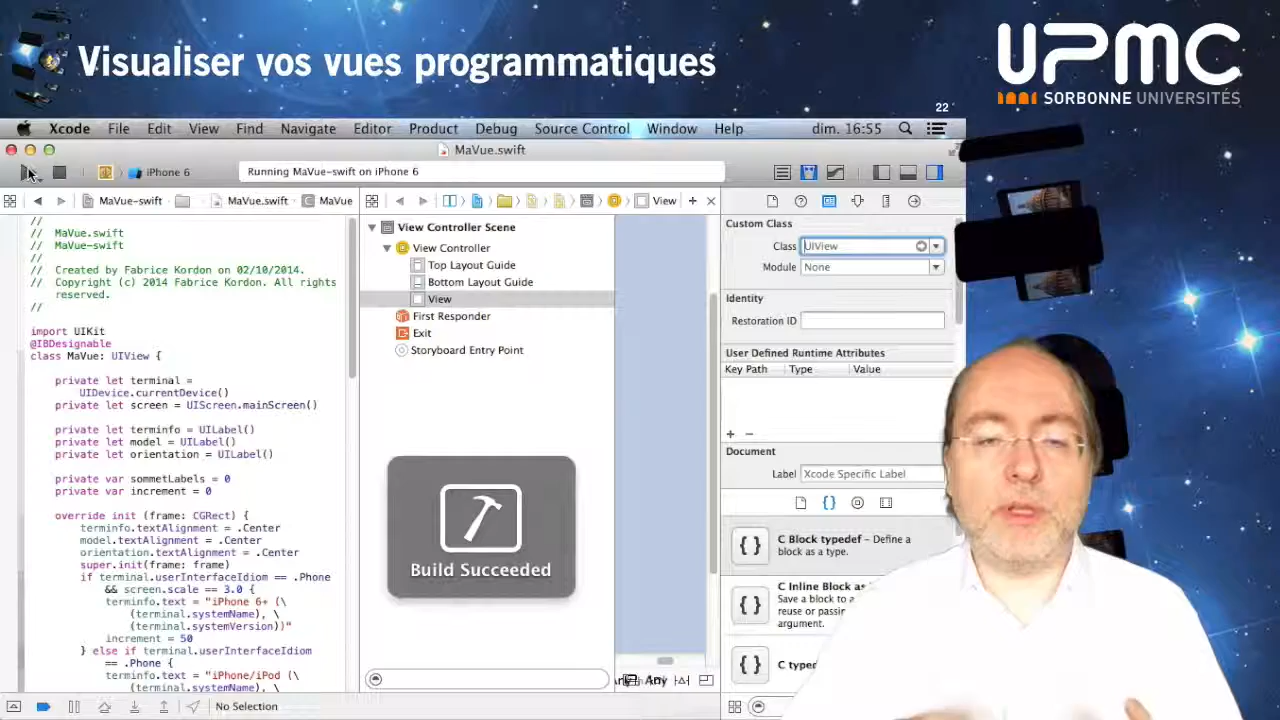 Visualiser vos vues programmatiques
UPMC
SORBONNE UNIVERSITÉS
22
Xcode File Edit View Find Navigate Editor Product Debug Source Control Window Help dim. 16:55
MaVue.swift
iPhone 6
Running MaVue-swift on iPhone 6
MaVue-swift MaVue.swift MaVue
View
//
// MaVue.swift
// MaVue-swift
//
// Created by Fabrice Kordon on 02/10/2014.
// Copyright (c) 2014 Fabrice Kordon. All rights
reserved.
//
import UIKit
@IBDesignable
class MaVue: UIView {
private let terminal =
UIDevice.currentDevice()
private let screen = UIScreen.mainScreen()
private let terminfo = UILabel()
private let model = UILabel()
private let orientation = UILabel()
private var sommetLabels = 0
private var increment = 0
override init (frame: CGRect) {
terminfo.textAlignment = .Center
model.textAlignment = .Center
orientation.textAlignment = .Center
super.init(frame: frame)
if terminal.userInterfaceIdiom == .Phone
&& screen.scale == 3.0 {
terminfo.text = "iPhone 6+ (\
(terminal.systemName), \
(terminal.systemVersion))"
increment = 50
} else if terminal.userInterfaceIdiom
== .Phone {
terminfo.text = "iPhone/iPod (\
(terminal.systemName), \
View Controller Scene
View Controller
Top Layout Guide
Bottom Layout Guide
View
First Responder
Exit
Storyboard Entry Point
Build Succeeded
Any
Custom Class
Class UIView
Module None
Identity
Restoration ID
User Defined Runtime Attributes
Key Path Type Value
Document
Label Xcode Specific Label
C Block typedef - Define a
block as a type.
C Inline Block as
Save a block to a
reuse or passin
argument.
C typed
No Selection